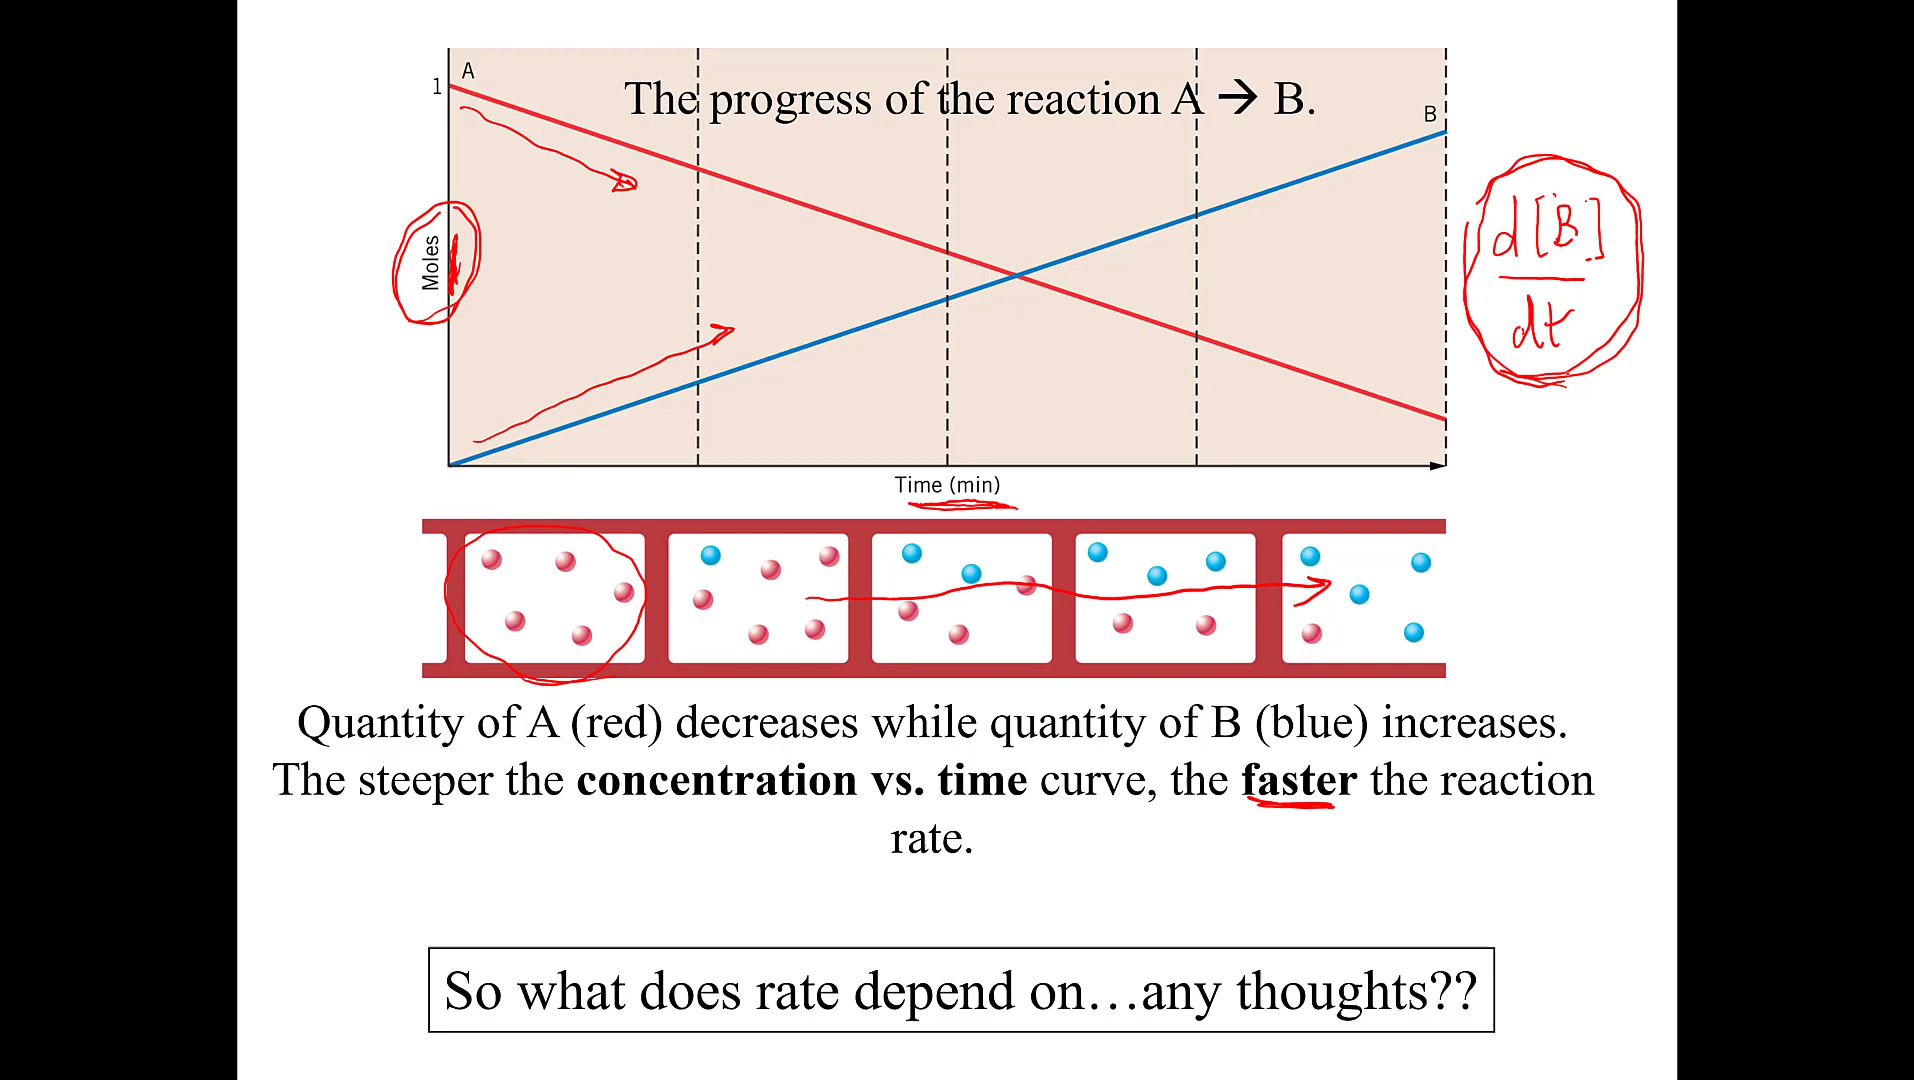 A
1
The progress of the reaction A → B.
B
Moles
d[B]
dt
Time (min)
Quantity of A (red) decreases while quantity of B (blue) increases.
The steeper the concentration vs. time curve, the faster the reaction
rate.
So what does rate depend on…any thoughts??